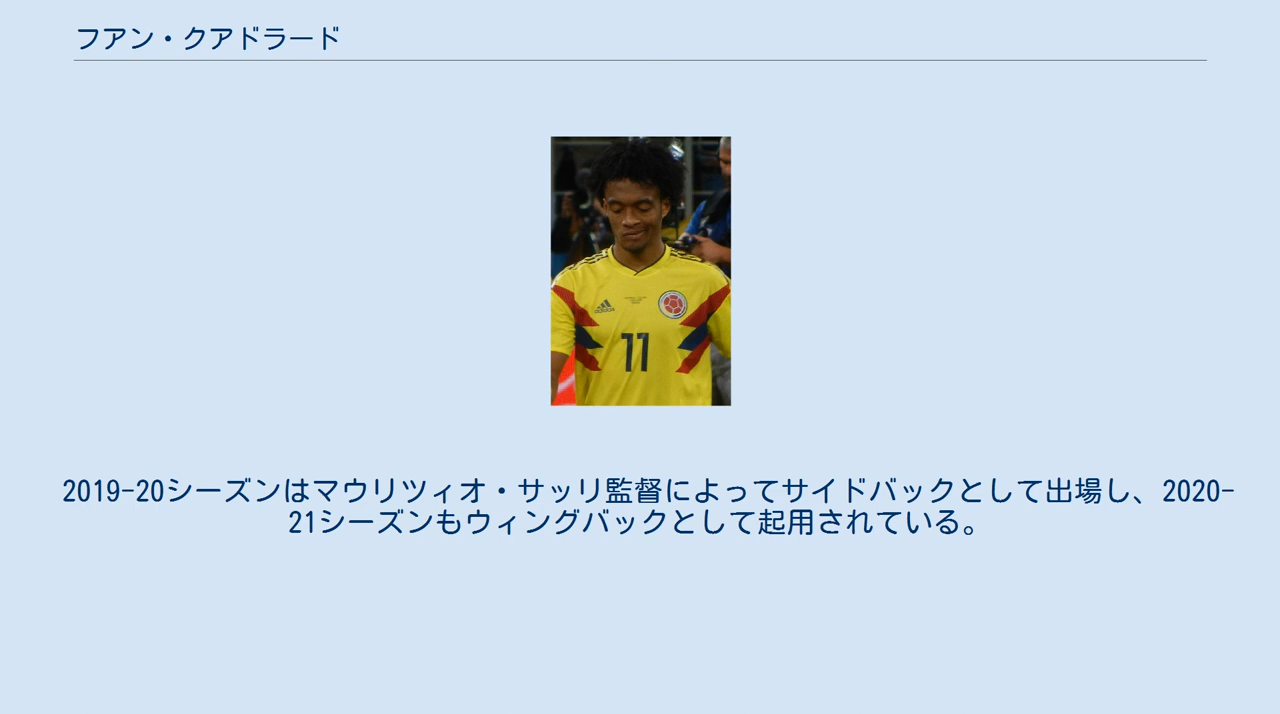 フアン・クアドラード
adidas
11
2019-20シーズンはマウリツィオ・サッリ監督によってサイドバックとして出場し、2020-
21シーズンもウィングバックとして起用されている。